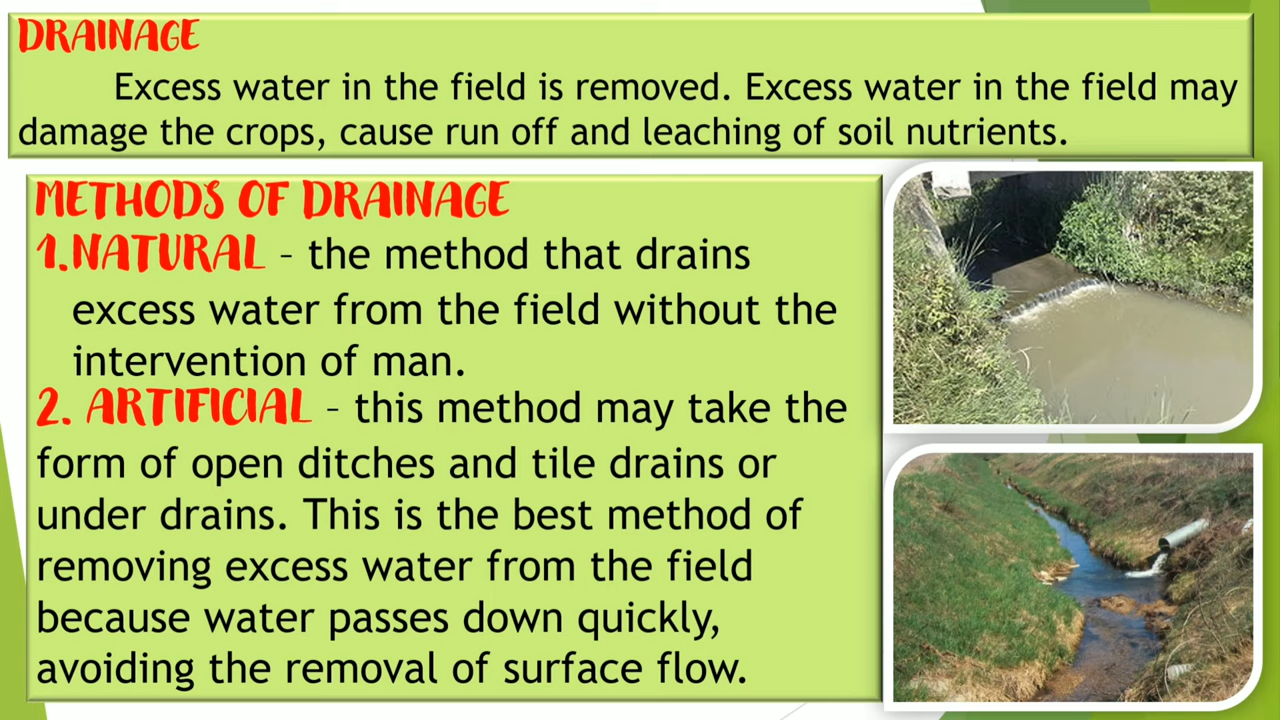 DRAINAGE
Excess water in the field is removed. Excess water in the field may
damage the crops, cause run off and leaching of soil nutrients.
METHODS OF DRAINAGE
1.NATURAL – the method that drains
excess water from the field without the
intervention of man.
2. ARTIFICIAL – this method may take the
form of open ditches and tile drains or
under drains. This is the best method of
removing excess water from the field
because water passes down quickly,
avoiding the removal of surface flow.